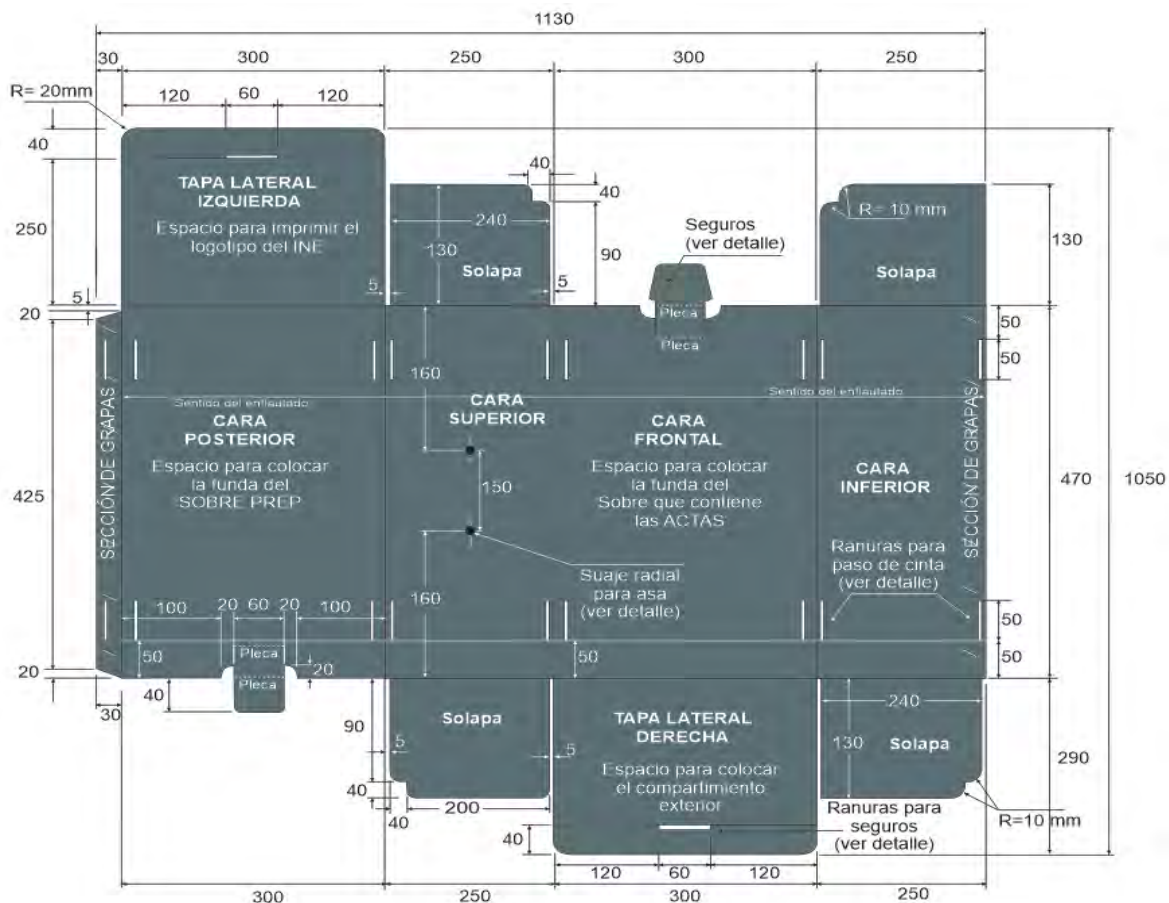 1130
30
300
250
300
250
R= 20mm
120
60
120
40
TAPA LATERAL
IZQUIERDA
Espacio para imprimir el
logotipo del INE
250
5
20
40
40
240
130
90
Solapa
5
5
Seguros
(ver detalle)
Pleca
Pleca
R= 10 mm
130
Solapa
50
50
160
Sentido del enflautado
Sentido del enflautado
CARA
POSTERIOR
Espacio para colocar
la funda del
SOBRE PREP
CARA
SUPERIOR
CARA
FRONTAL
Espacio para colocar
la funda del
Sobre que contiene
las ACTAS
CARA
INFERIOR
SECCIÓN DE GRAPAS
SECCIÓN DE GRAPAS
425
150
470
1050
Suaje radial
para asa
(ver detalle)
Ranuras para
paso de cinta
(ver detalle)
160
100
20
60
20
100
50
50
50
50
20
20
Pleca
Pleca
40
30
90
Solapa
5
5
40
40
200
TAPA LATERAL
DERECHA
Espacio para colocar
el compartimiento
exterior
240
130
Solapa
290
40
Ranuras para
seguros
(ver detalle)
R=10 mm
120
60
120
300
250
300
250